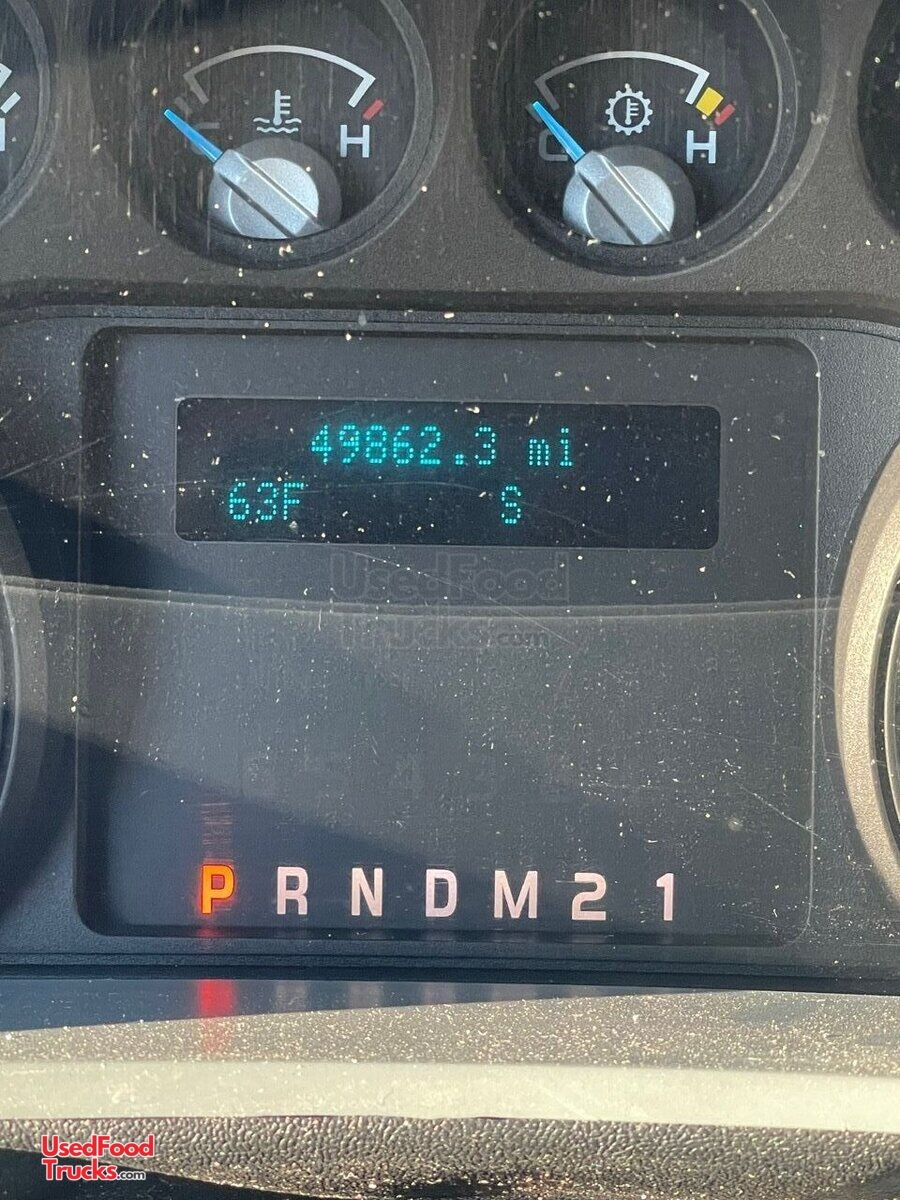 H
C H
49862.3 mi
63F S
UsedFood
Trucks.com
P R N D M 2 1
UsedFood
Trucks.com